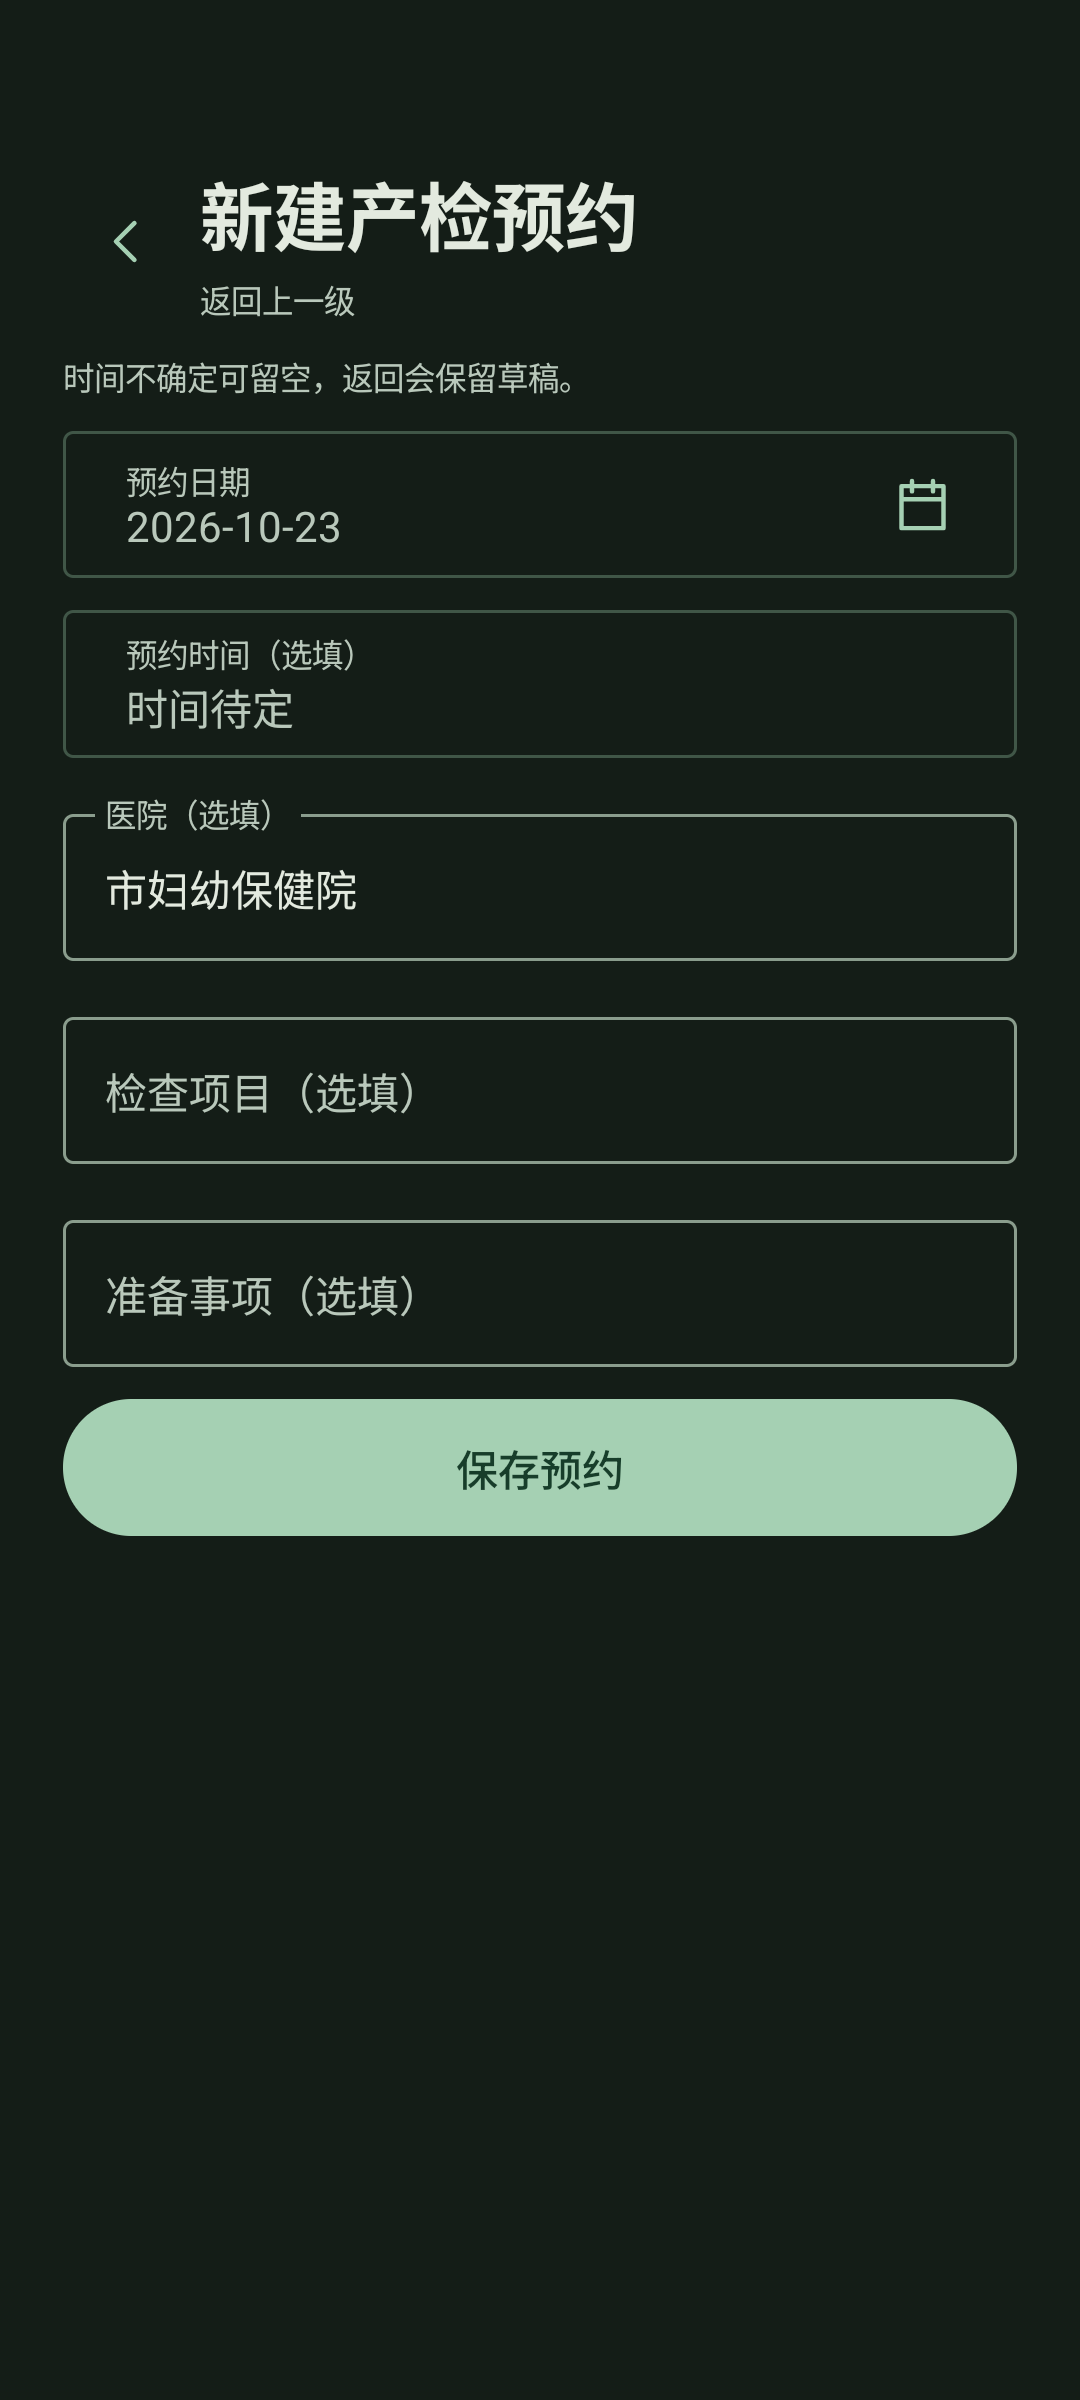 新建产检预约
返回上一级
时间不确定可留空，返回会保留草稿。
预约日期
2026-10-23
预约时间（选填）
时间待定
医院（选填）
市妇幼保健院
检查项目（选填）
准备事项（选填）
保存预约